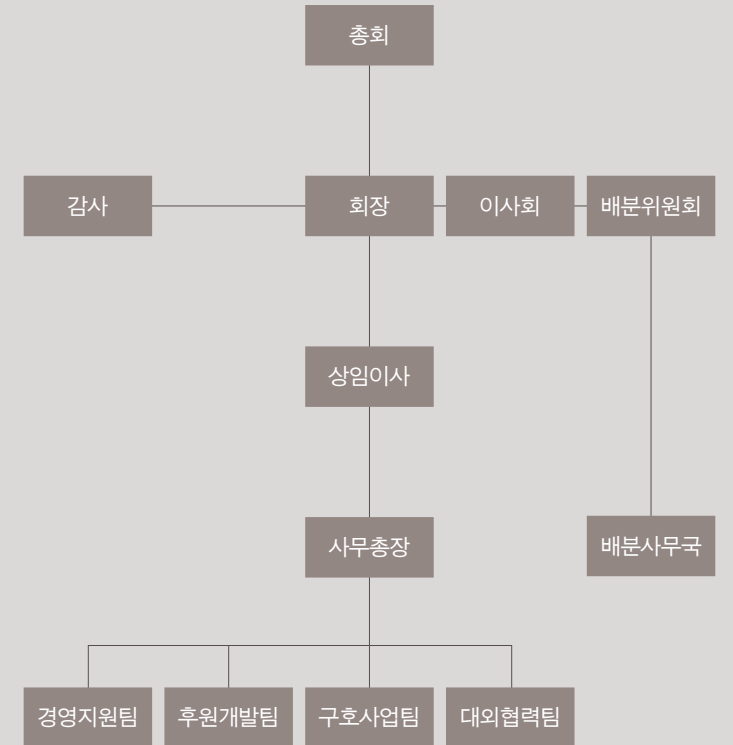 총회
감사
회장
이사회
배분위원회
상임이사
사무총장
배분사무국
경영지원팀
후원개발팀
구호사업팀
대외협력팀